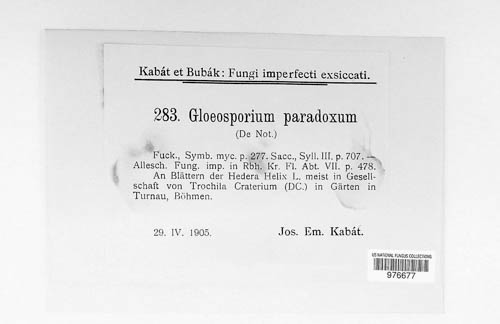 Kabát et Bubák: Fungi imperfecti exsiccati.
283. Gloeosporium paradoxum
(De Not.)
Fuck., Symb. myc. p. 277. Sacc., Syll. III. p. 707. —
Allesch. Fung. imp. in Rbh. Kr. Fl. Abt. VII. p. 478.
An Blättern der Hedera Helix L. meist in Gesell-
schaft von Trochila Craterium (DC.) in Gärten in
Turnau, Böhmen.
29. IV. 1905. Jos. Em. Kabát.
US NATIONAL FUNGUS COLLECTIONS
976677